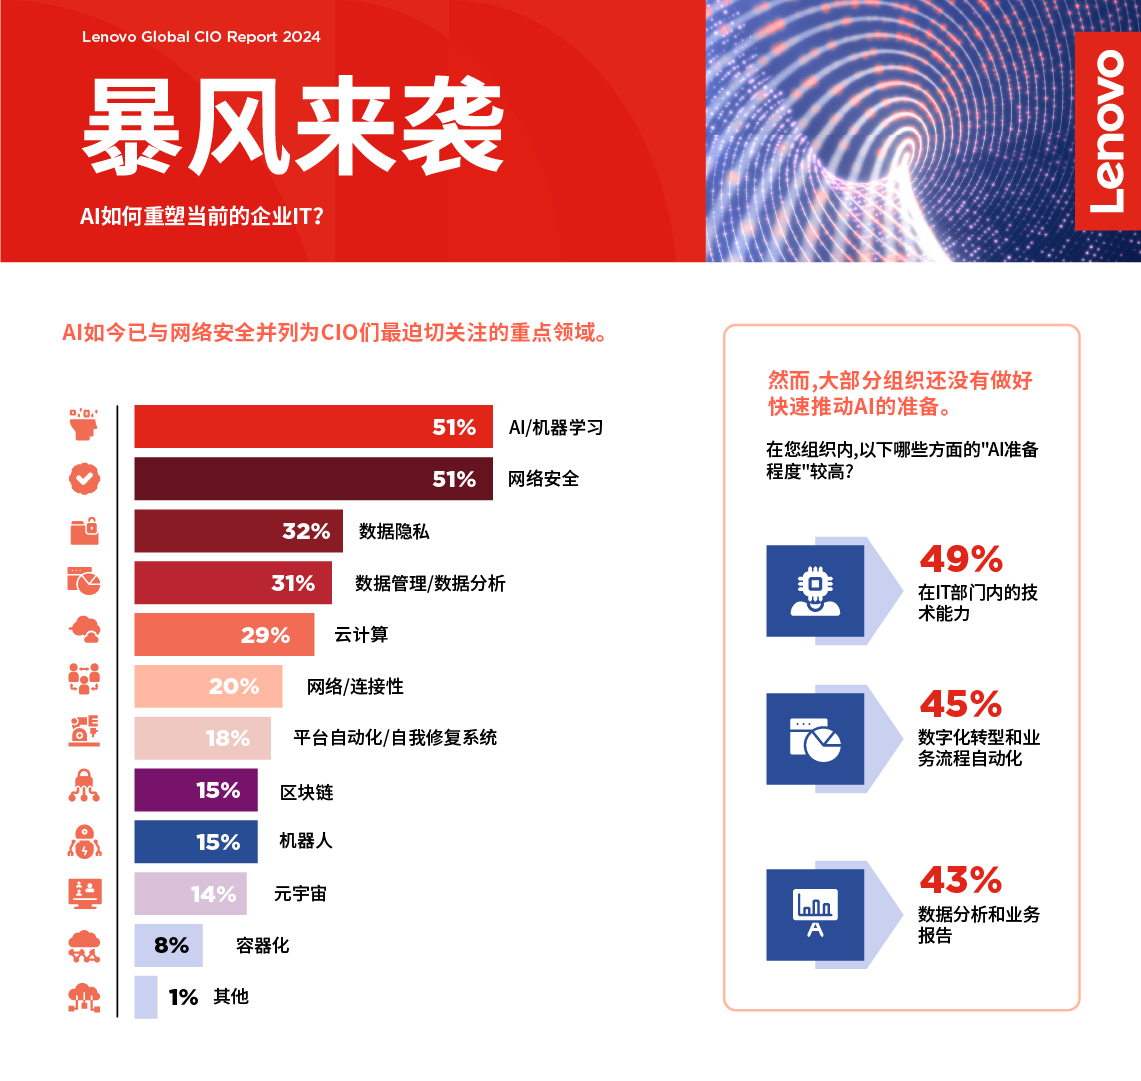 Lenovo Global CIO Report 2024
暴风来袭
AI如何重塑当前的企业IT?
Lenovo
AI如今已与网络安全并列为CIO们最迫切关注的重点领域。
51% AI/机器学习
51% 网络安全
32% 数据隐私
31% 数据管理/数据分析
29% 云计算
20% 网络/连接性
18% 平台自动化/自我修复系统
15% 区块链
15% 机器人
14% 元宇宙
8% 容器化
1% 其他
然而,大部分组织还没有做好
快速推动AI的准备。
在您组织内,以下哪些方面的"AI准备
程度"较高?
49%
在IT部门内的技
术能力
45%
数字化转型和业
务流程自动化
43%
数据分析和业务
报告